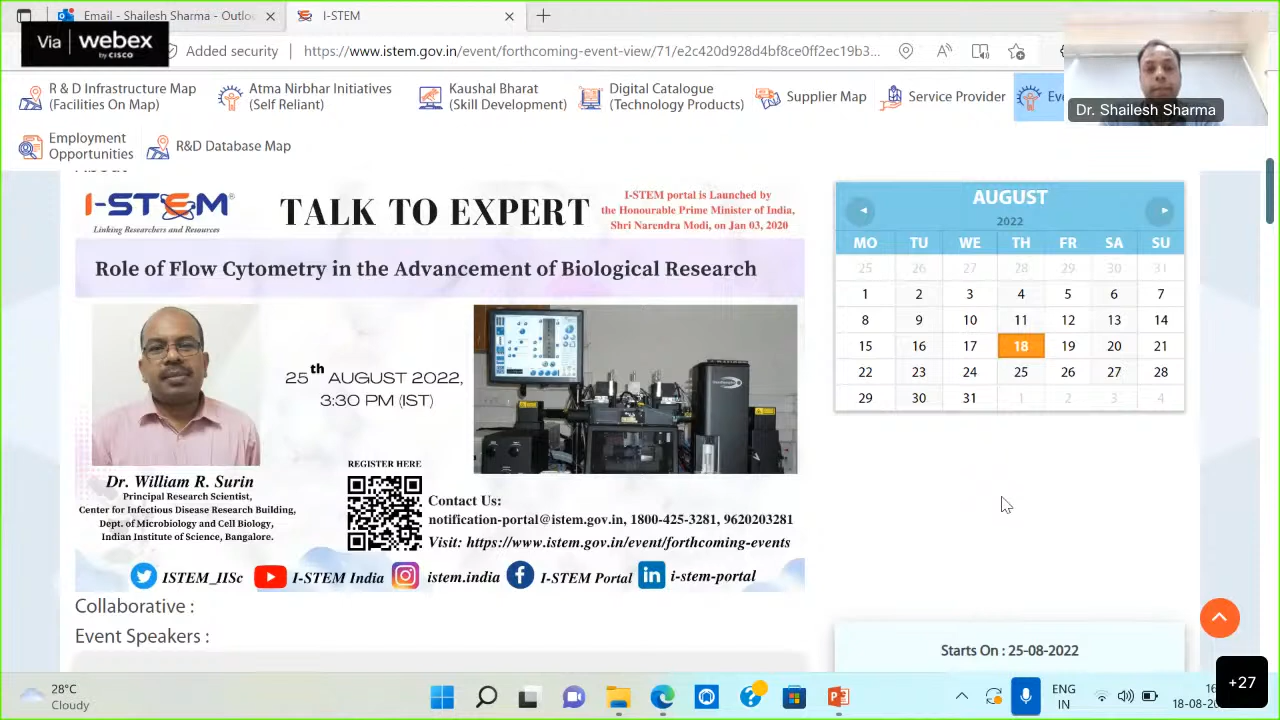 Email - Shailesh Sharma - Outlo
I-STEM
Via | webex
by CISCO
Added security
https://www.istem.gov.in/event/forthcoming-event-view/71/e2c420d928d4bf8ce0ff2ec19b3...
R & D Infrastructure Map
(Facilities On Map)
Atma Nirbhar Initiatives
(Self Reliant)
Kaushal Bharat
(Skill Development)
Digital Catalogue
(Technology Products)
Supplier Map
Service Provider
Dr. Shailesh Sharma
Employment
Opportunities
R&D Database Map
I-STEM®
Linking Researchers and Resources
TALK TO EXPERT
I-STEM portal is Launched by
the Honourable Prime Minister of India,
Shri Narendra Modi, on Jan 03, 2020
Role of Flow Cytometry in the Advancement of Biological Research
25th AUGUST 2022,
3:30 PM (IST)
REGISTER HERE
Dr. William R. Surin
Principal Research Scientist,
Center for Infectious Disease Research Building,
Dept. of Microbiology and Cell Biology,
Indian Institute of Science, Bangalore.
Contact Us:
notification-portal@istem.gov.in, 1800-425-3281, 9620203281
Visit: https://www.istem.gov.in/event/forthcoming-events
ISTEM_IISc
I-STEM India
istem.india
I-STEM Portal
i-stem-portal
Collaborative :
Event Speakers :
AUGUST
2022
MO TU WE TH FR SA SU
25 26 27 28 29 30 31
1 2 3 4 5 6 7
8 9 10 11 12 13 14
15 16 17 18 19 20 21
22 23 24 25 26 27 28
29 30 31 1 2 3 4
Starts On : 25-08-2022
28°C
Cloudy
ENG
IN
18-08-2
+27